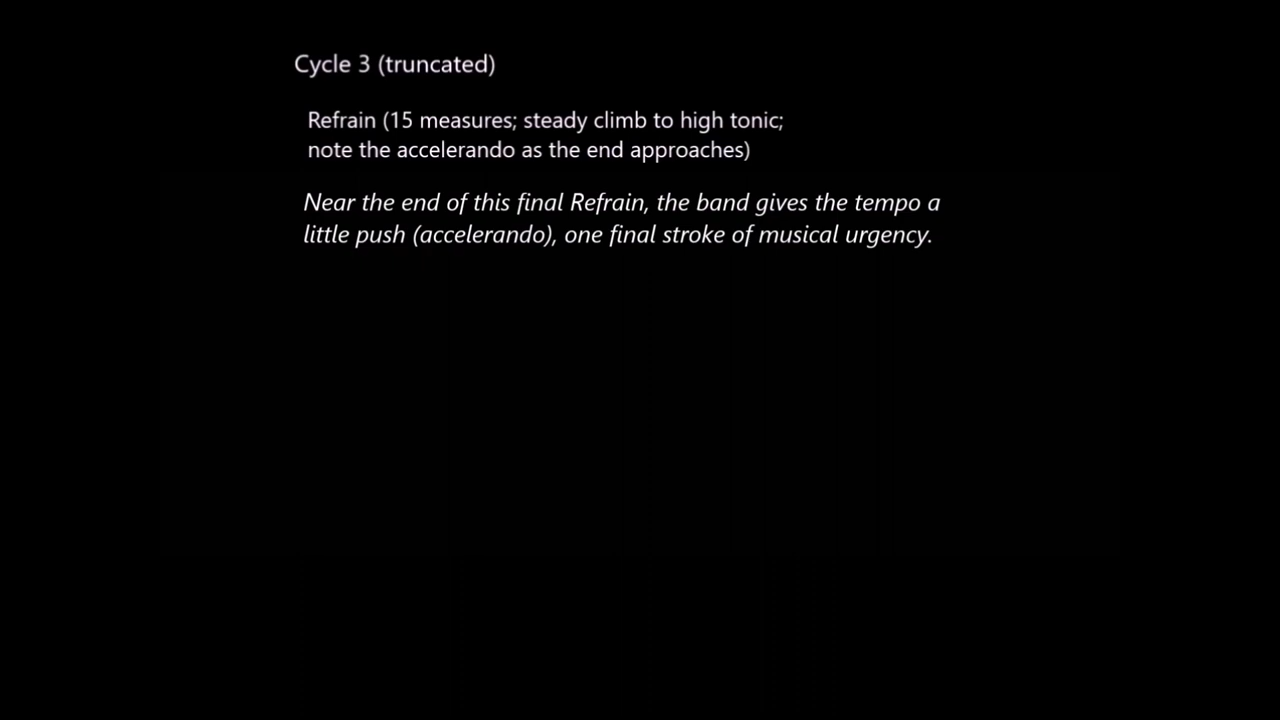 Cycle 3 (truncated)
Refrain (15 measures; steady climb to high tonic;
note the accelerando as the end approaches)
Near the end of this final Refrain, the band gives the tempo a
little push (accelerando), one final stroke of musical urgency.